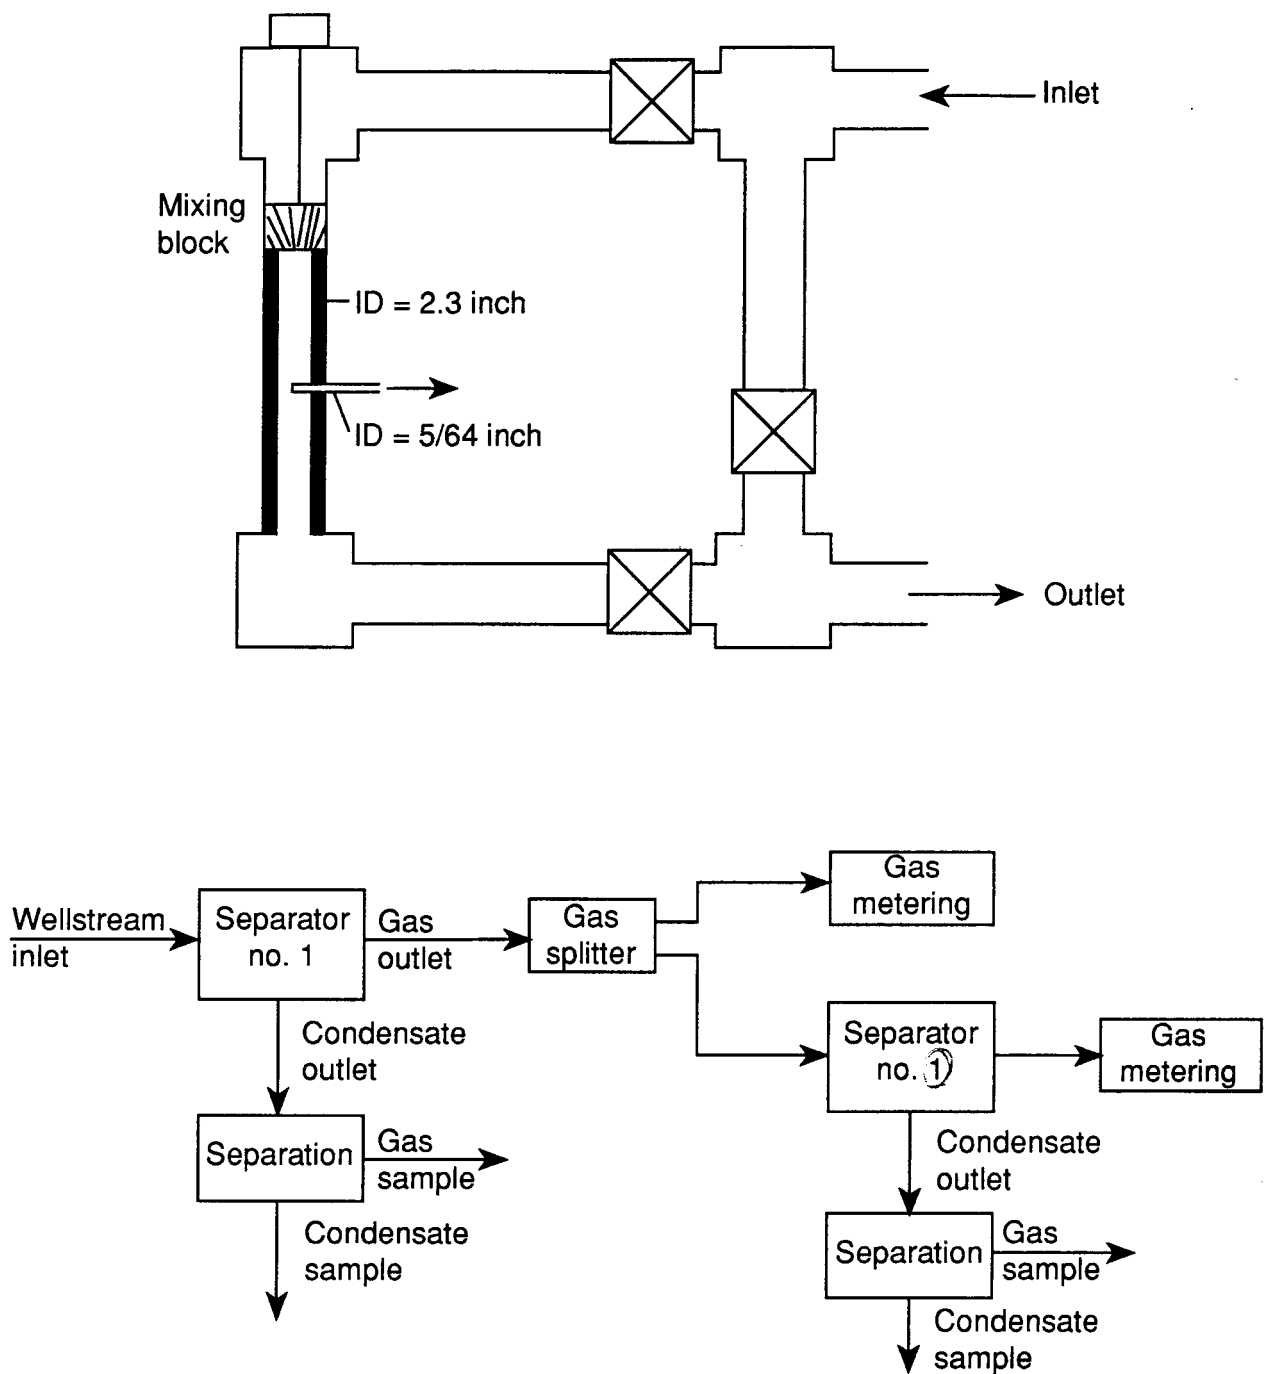 Inlet
Mixing
block
ID = 2.3 inch
ID = 5/64 inch
Outlet
Gas
metering
Wellstream
inlet
Separator
no. 1
Gas
outlet
Gas
splitter
Condensate
outlet
Separator
no. 1
Gas
metering
Separation
Gas
sample
Condensate
outlet
Condensate
sample
Separation
Gas
sample
Condensate
sample